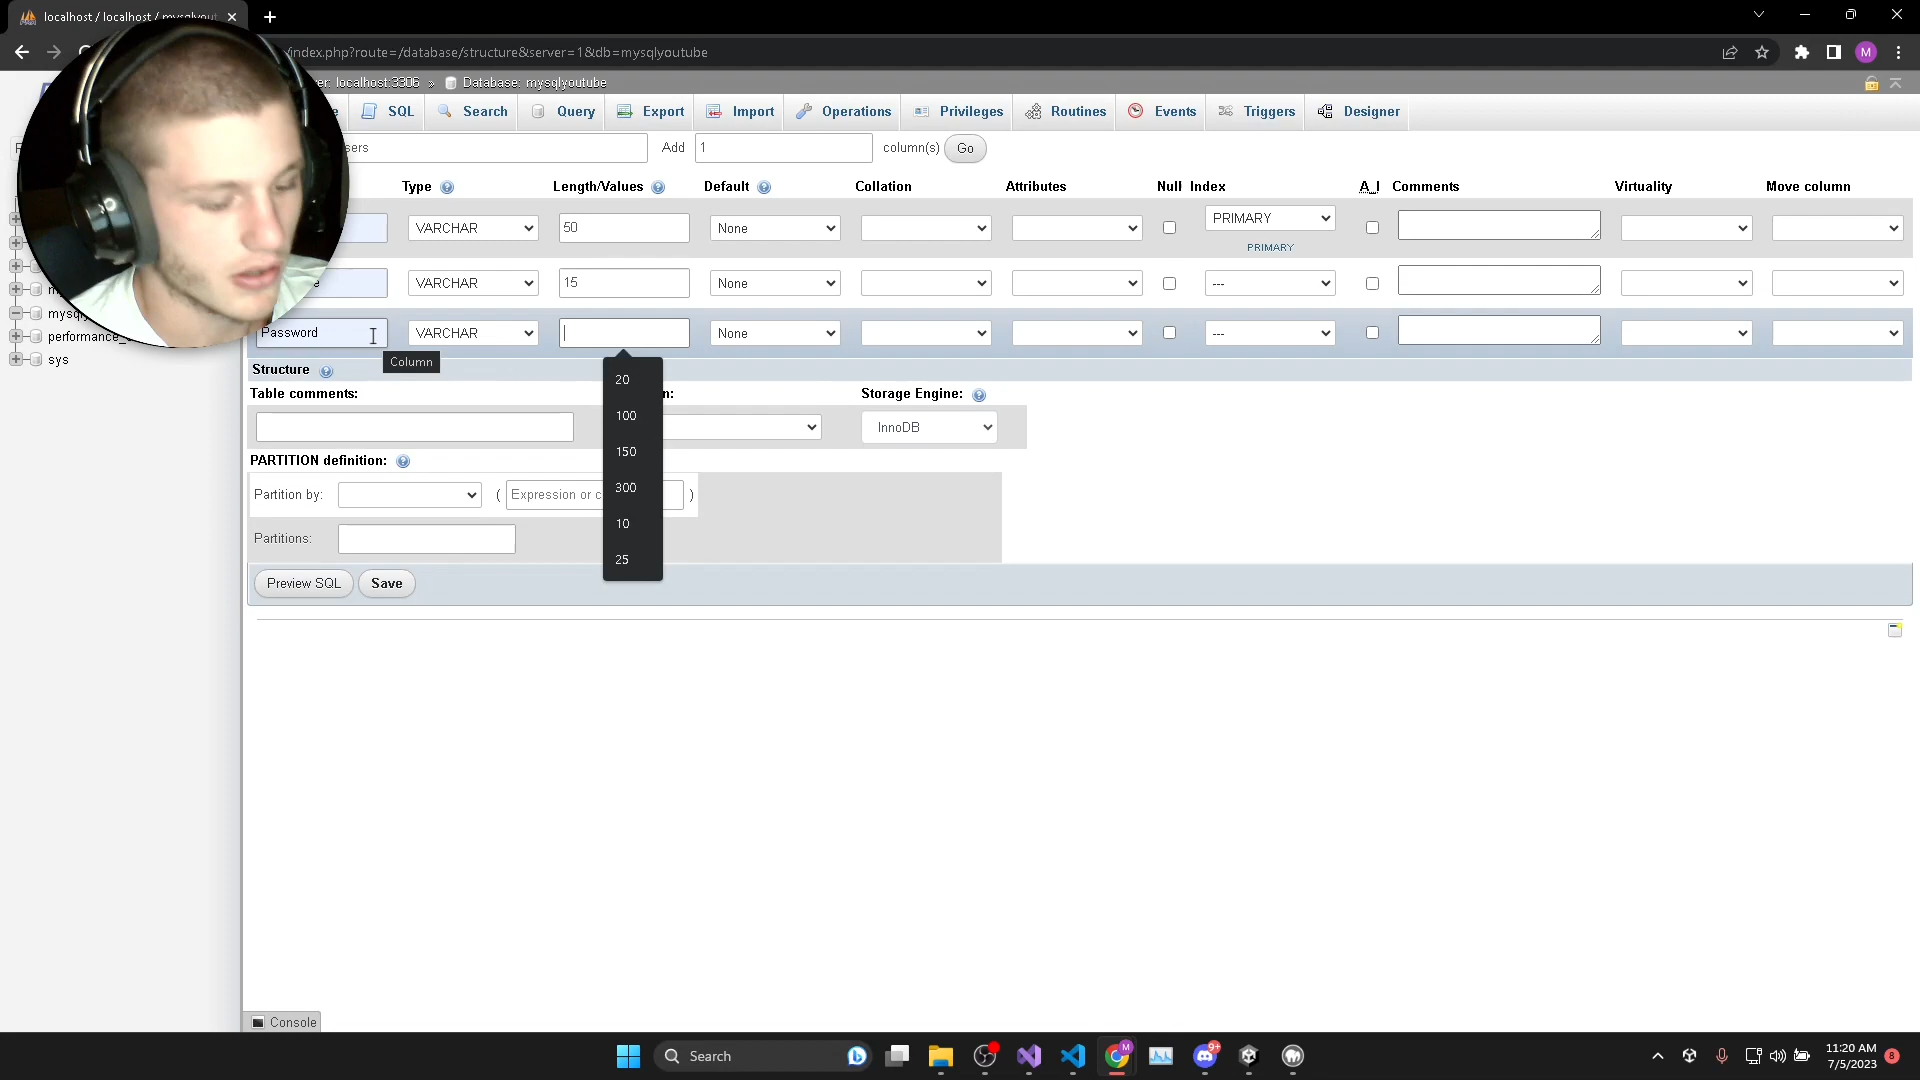 localhost / localhost / mysqlyout
/index.php?route=/database/structure&server=1&db=mysqlyoutube
M
localhost:3306 » Database: mysqlyoutube
SQL Search Query Export Import Operations Privileges Routines Events Triggers Designer
Add 1 column(s) Go
Type Length/Values Default Collation Attributes Null Index A_I Comments Virtuality Move column
VARCHAR 50 None PRIMARY
PRIMARY
VARCHAR 15 None ---
Password VARCHAR None ---
Column
performance_
sys
20
100
150
300
10
25
Structure
Table comments: Storage Engine:
InnoDB
PARTITION definition:
Partition by: ( Expression or c )
Partitions:
Preview SQL Save
Console
Search
M
9+
11:20 AM
7/5/2023
8